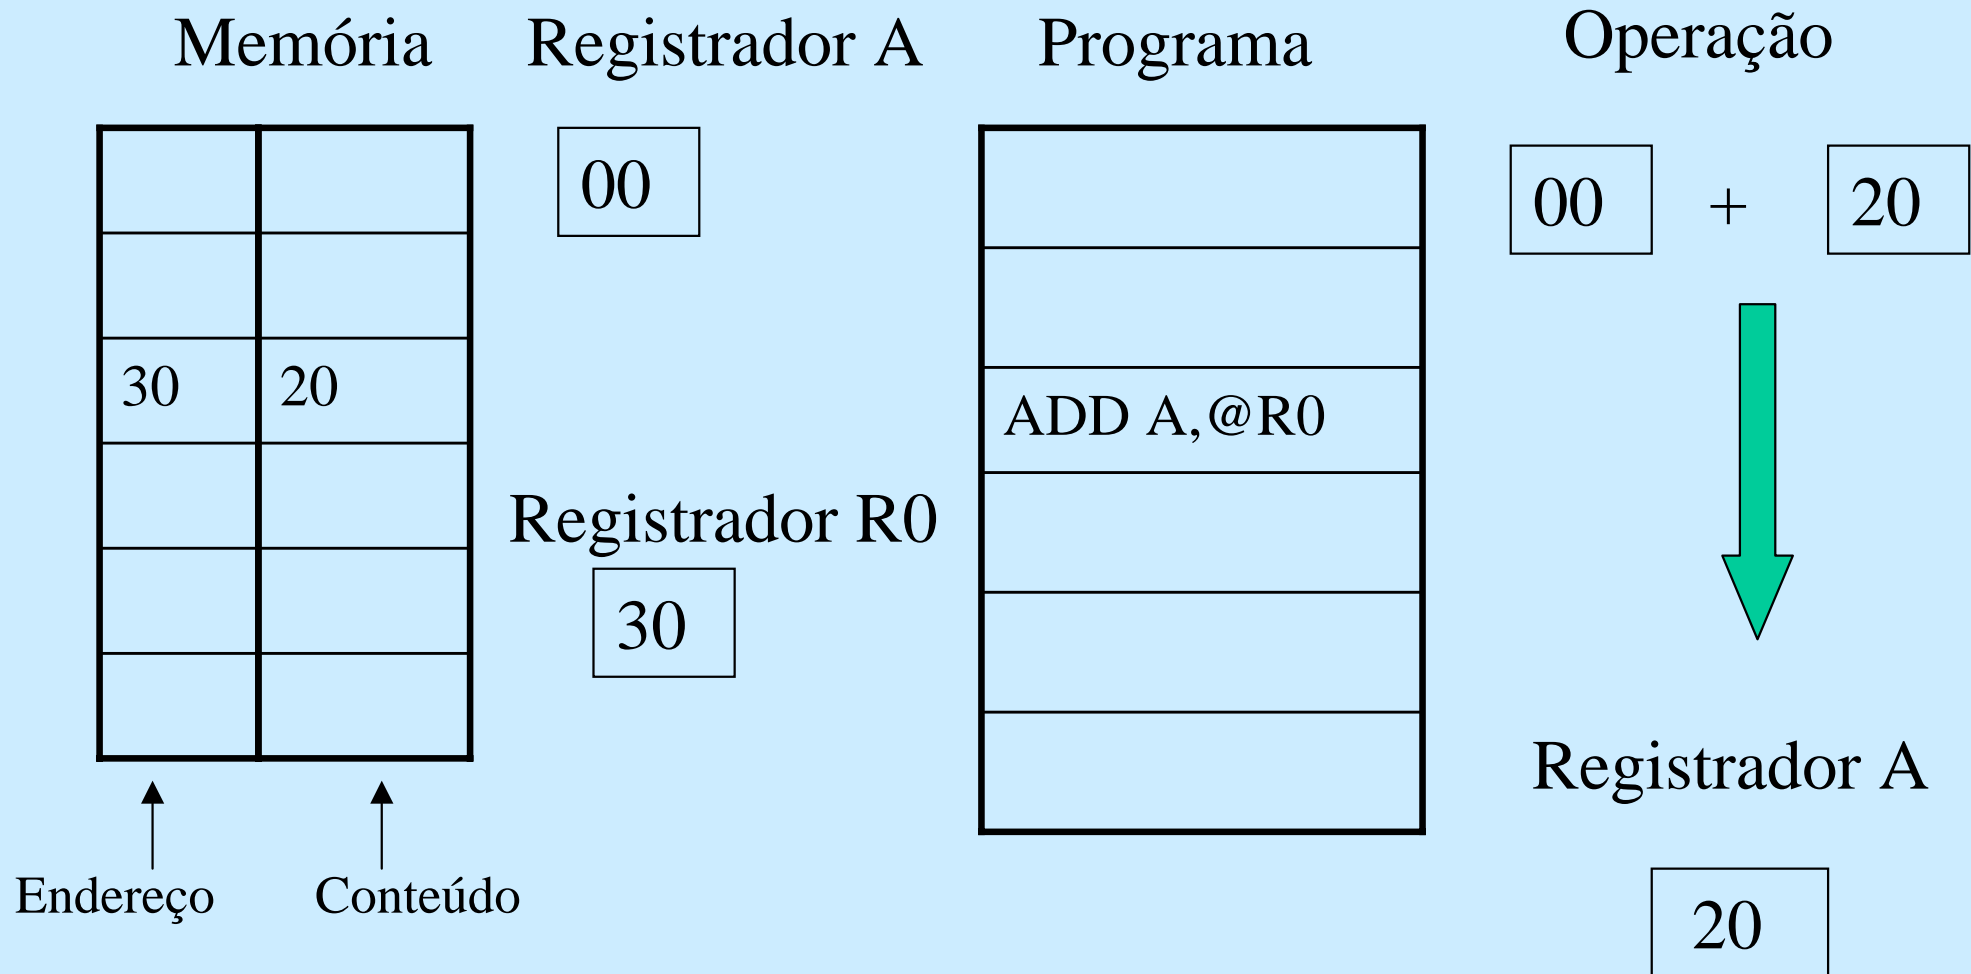 Memória
Registrador A
Programa
Operação
00
00 + 20
30 20
ADD A,@R0
Registrador R0
30
Registrador A
Endereço
Conteúdo
20